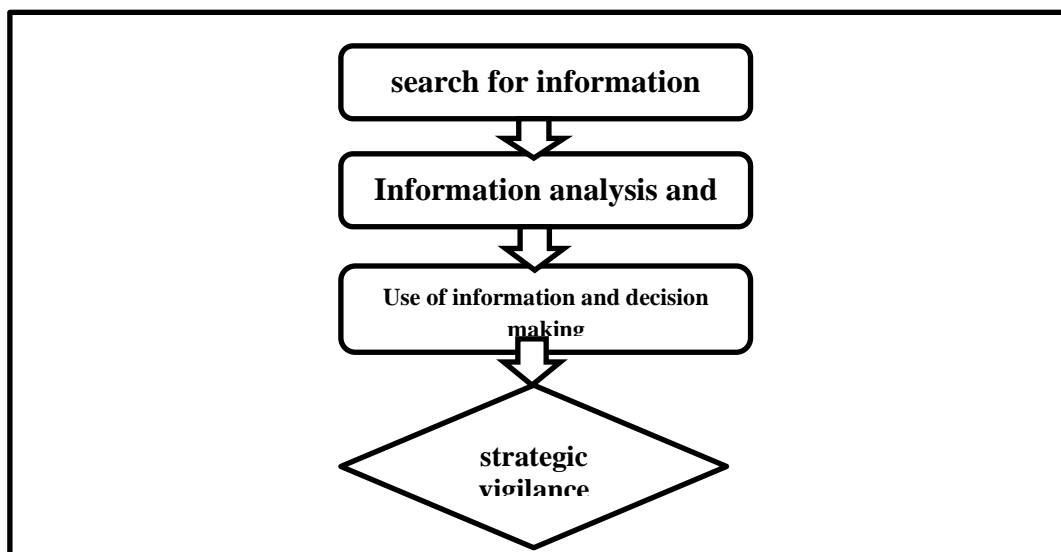 search for information
Information analysis and
Use of information and decision
making
strategic
vigilance